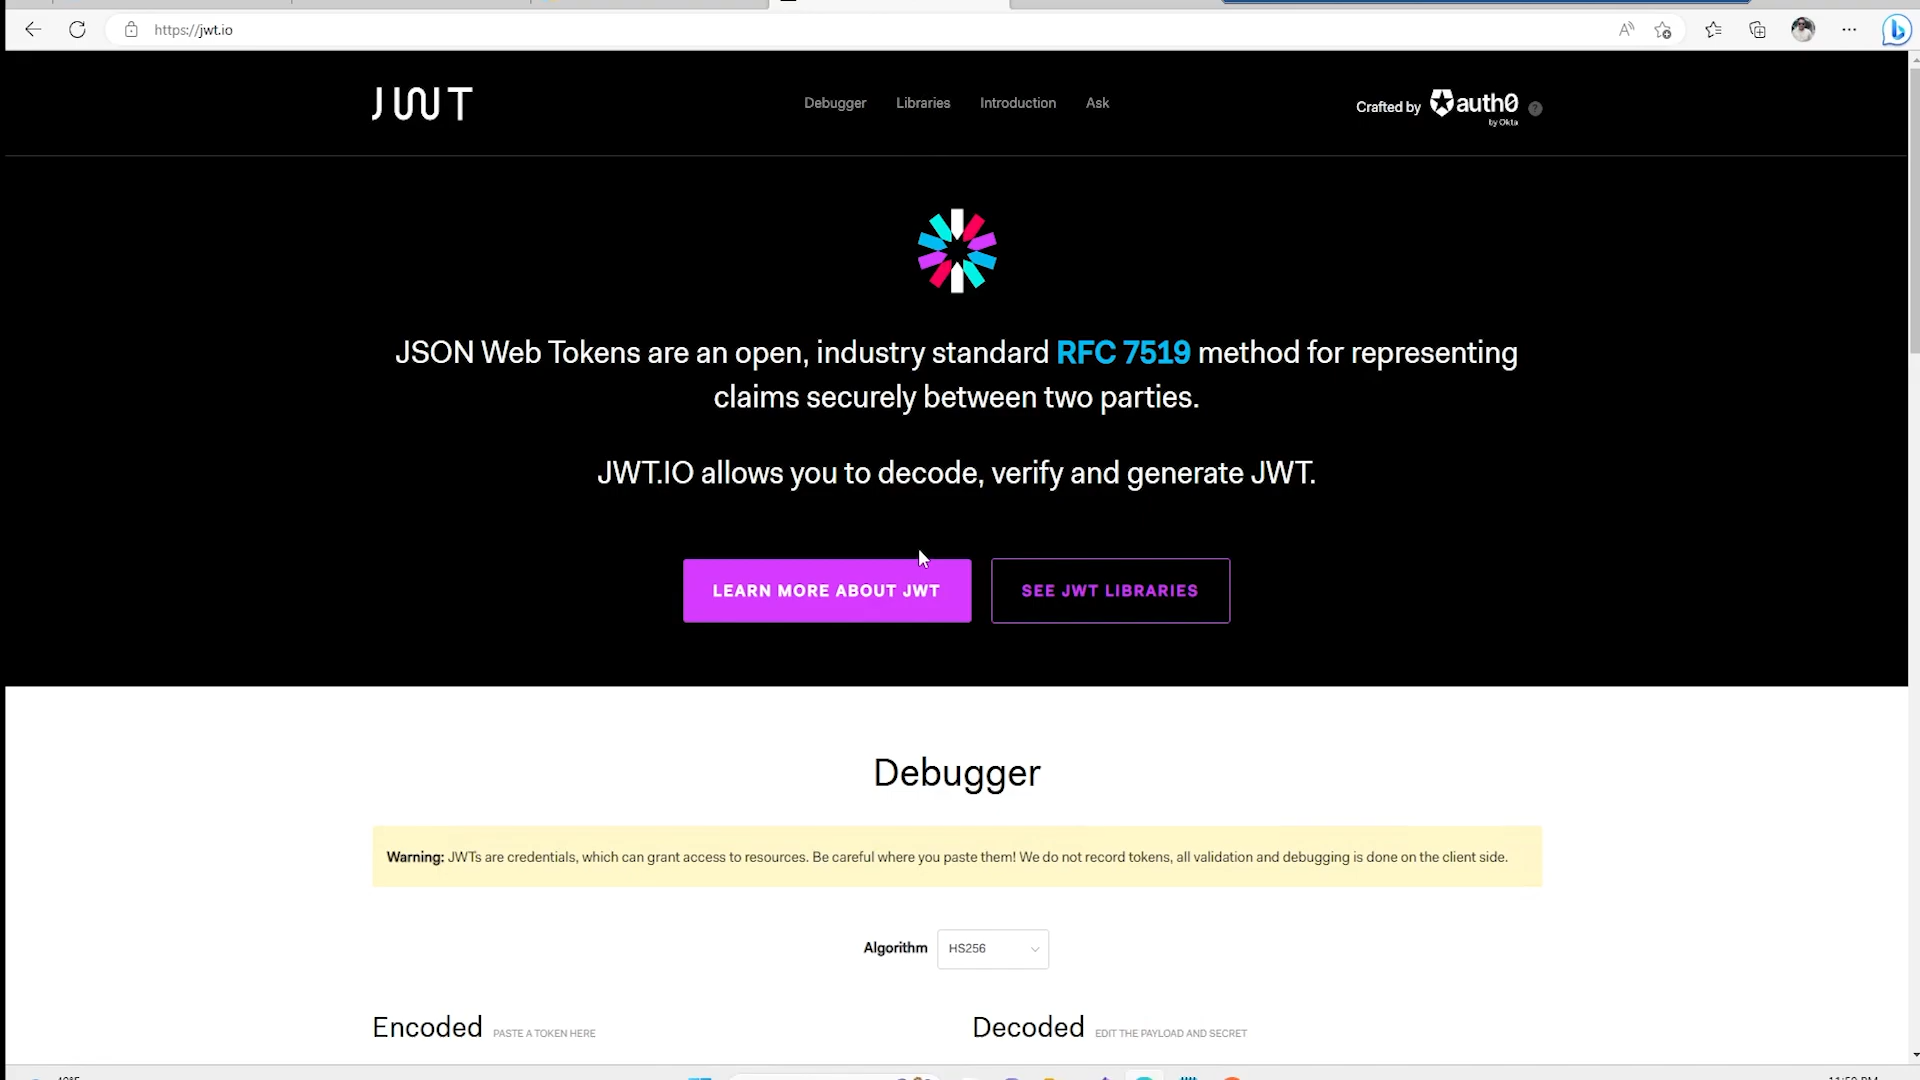 https://jwt.io
JWT
Debugger
Libraries
Introduction
Ask
Crafted by auth0
by Okta
JSON Web Tokens are an open, industry standard RFC 7519 method for representing
claims securely between two parties.
JWT.IO allows you to decode, verify and generate JWT.
LEARN MORE ABOUT JWT
SEE JWT LIBRARIES
Debugger
Warning: JWTs are credentials, which can grant access to resources. Be careful where you paste them! We do not record tokens, all validation and debugging is done on the client side.
Algorithm HS256
Encoded PASTE A TOKEN HERE
Decoded EDIT THE PAYLOAD AND SECRET